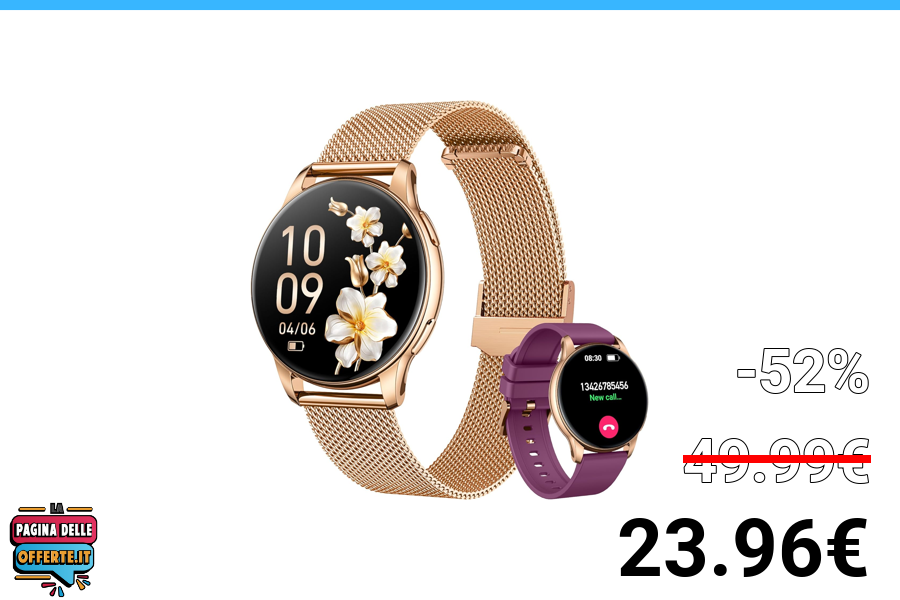 10
09
04/06
08:30
13426785456
New call...
-52%
49.99€
23.96€
LA
PAGINA DELLE
OFFERTE.IT